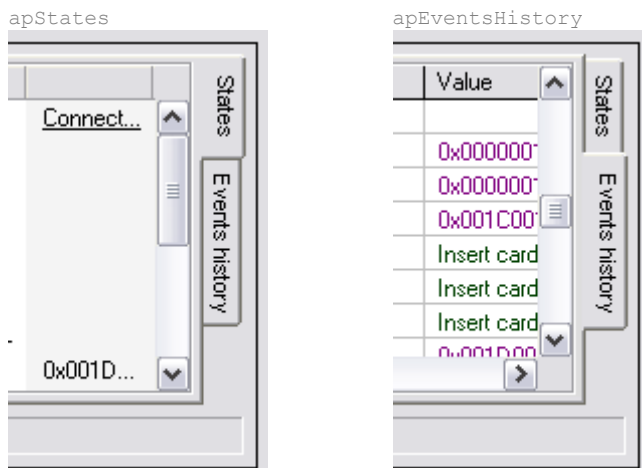 apStates
Connect...
0x001D...
States
Events history
apEventsHistory
Value
0x0000001
0x0000001
0x001C001
Insert card
Insert card
Insert card
0x001D00
States
Events history